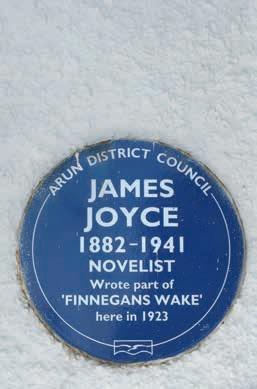 ARUN DISTRICT COUNCIL
JAMES
JOYCE
1882-1941
NOVELIST
Wrote part of
'FINNEGANS WAKE'
here in 1923